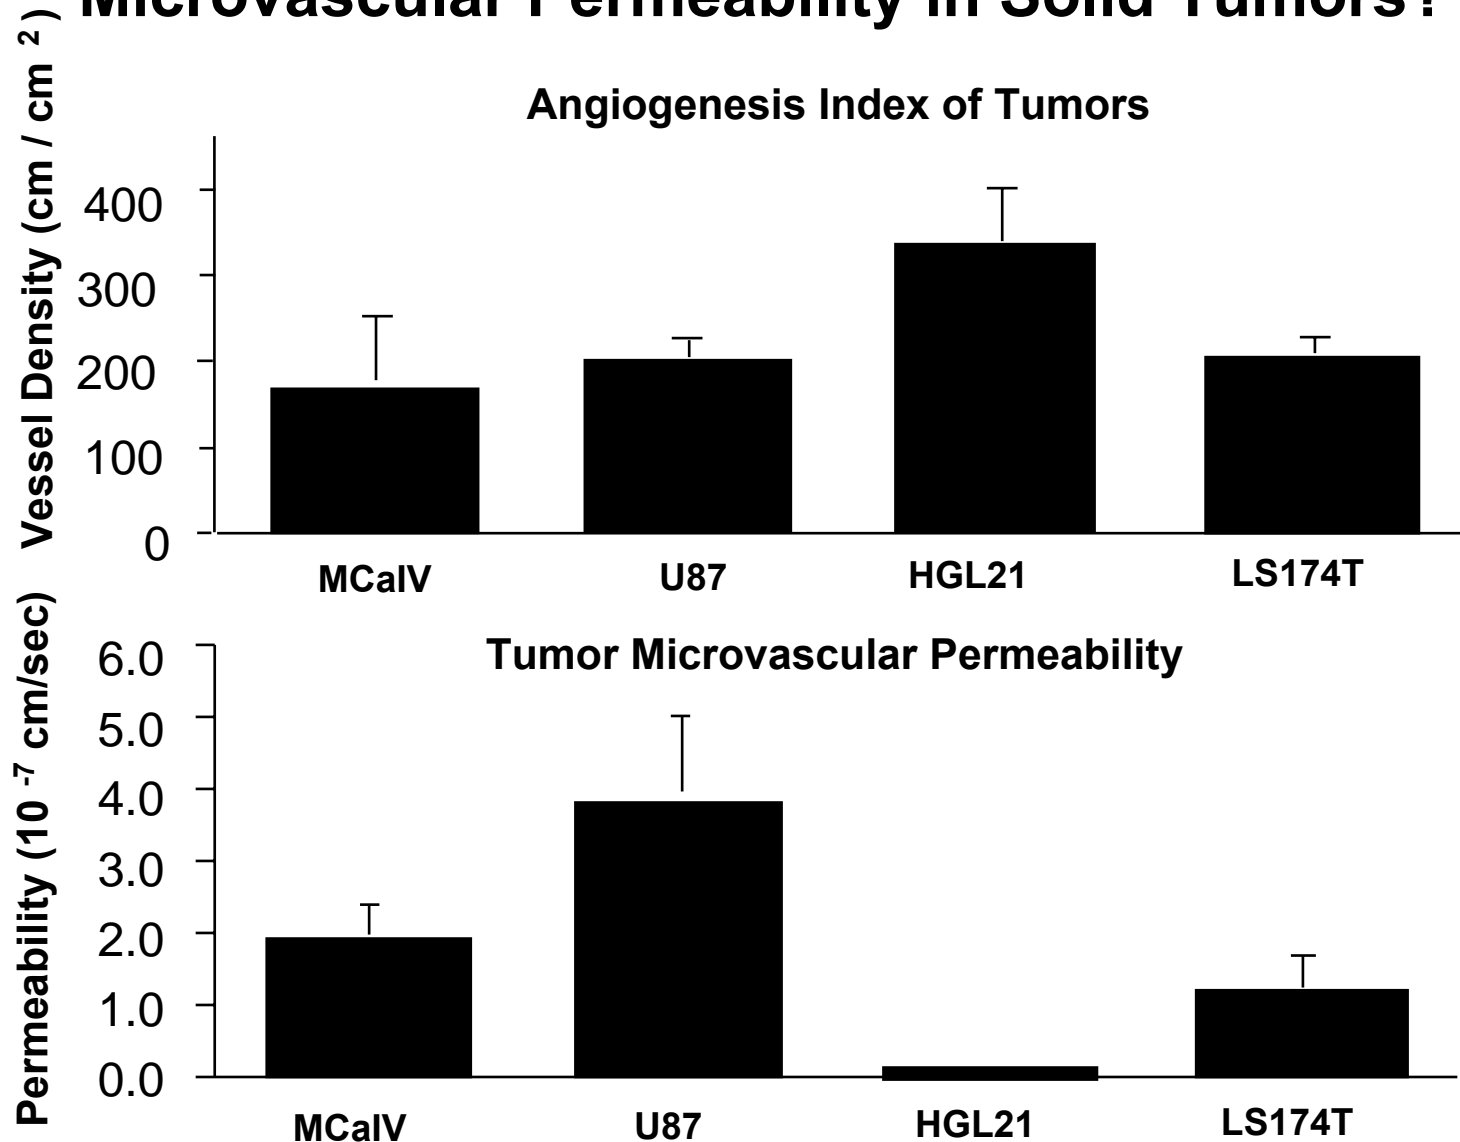 Microvascular Permeability in Solid Tumors?
Angiogenesis Index of Tumors
Vessel Density (cm / cm 2 )
400
300
200
100
0
MCaIV
U87
HGL21
LS174T
Tumor Microvascular Permeability
Permeability (10 -7 cm/sec)
6.0
5.0
4.0
3.0
2.0
1.0
0.0
MCaIV
U87
HGL21
LS174T